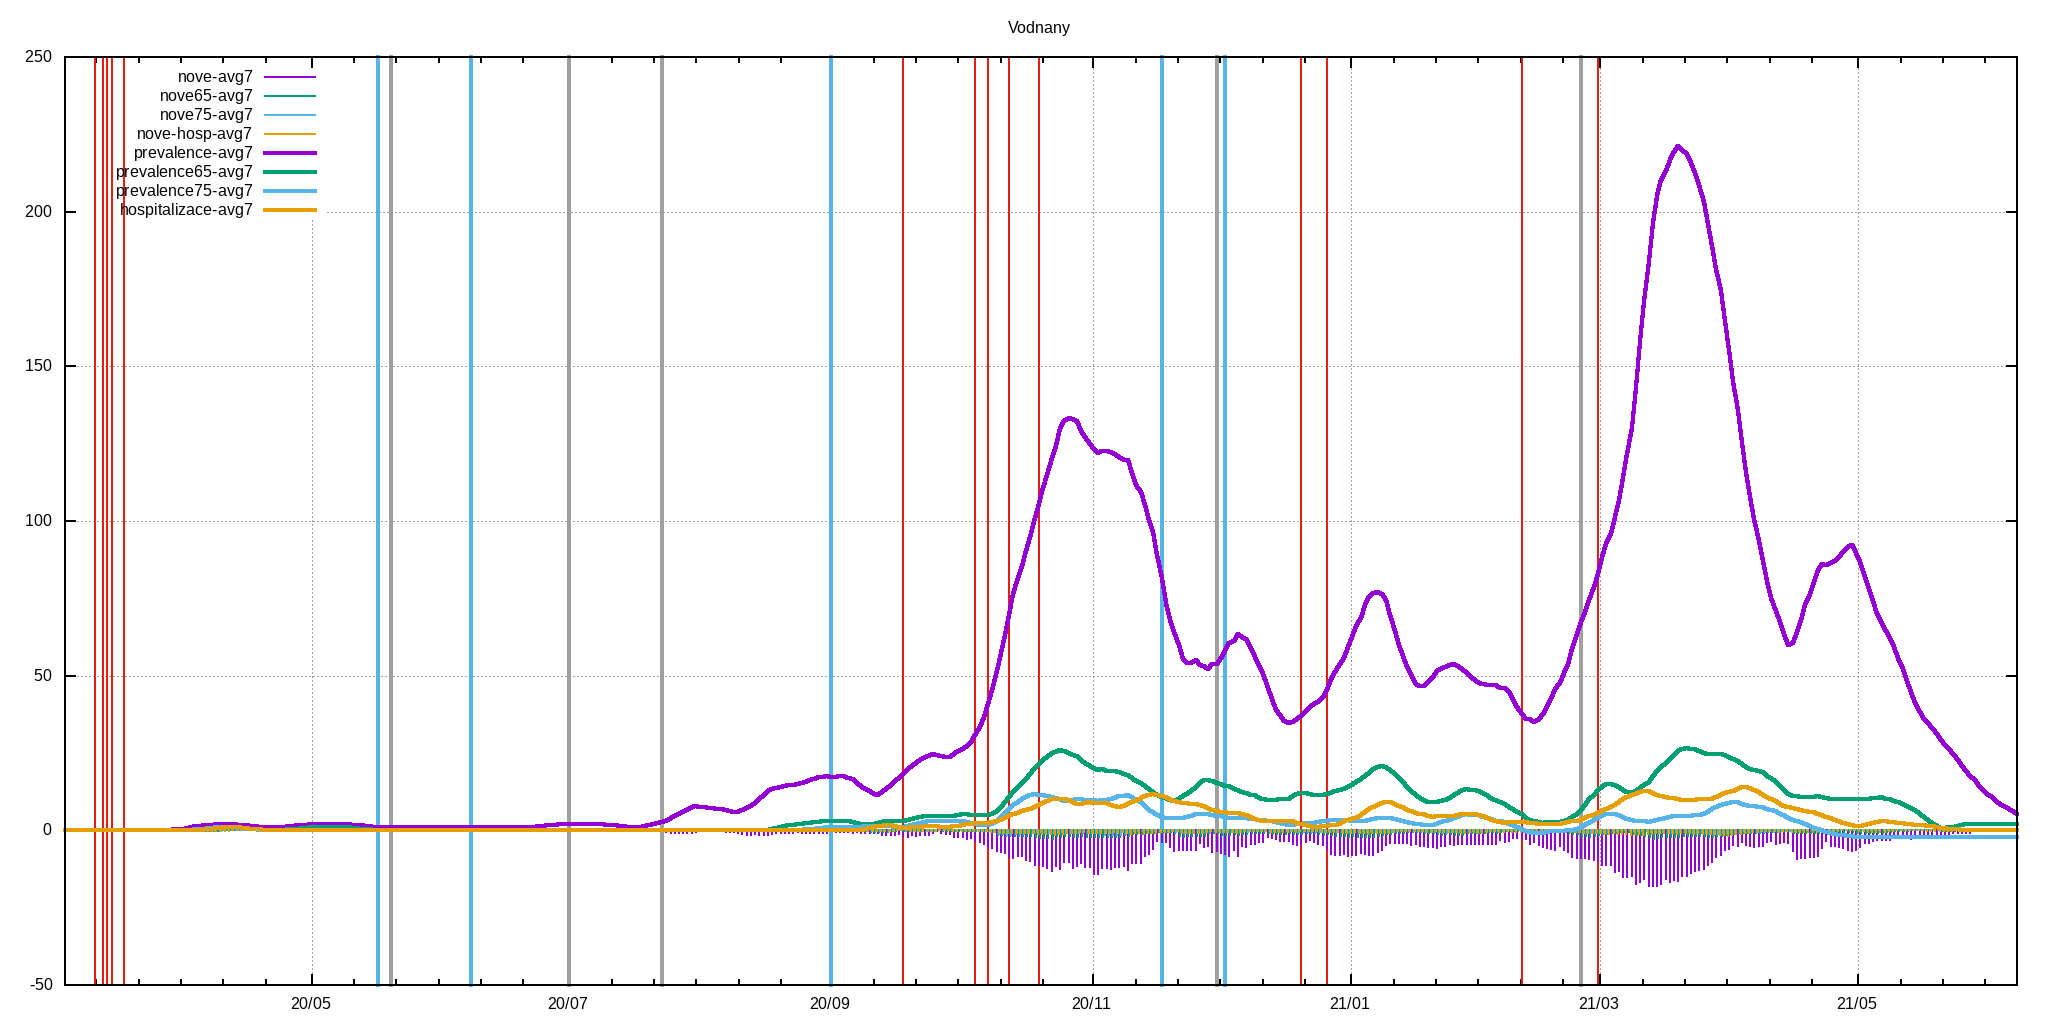 Vodnany
250
nove-avg7
nove65-avg7
nove75-avg7
nove-hosp-avg7
prevalence-avg7
prevalence65-avg7
prevalence75-avg7
hospitalizace-avg7
200
150
100
50
0
-50
20/05 20/07 20/09 20/11 21/01 21/03 21/05